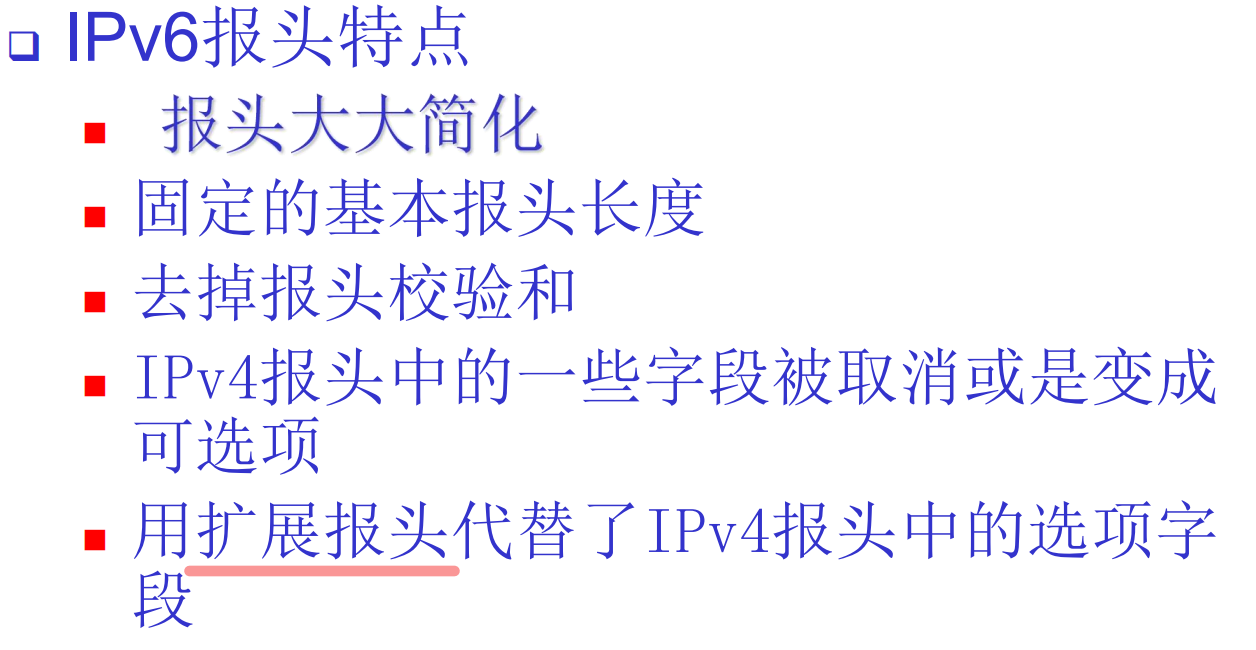 IPv6报头特点
报头大大简化
固定的基本报头长度
去掉报头校验和
IPv4报头中的一些字段被取消或是变成
可选项
用扩展报头代替了IPv4报头中的选项字
段